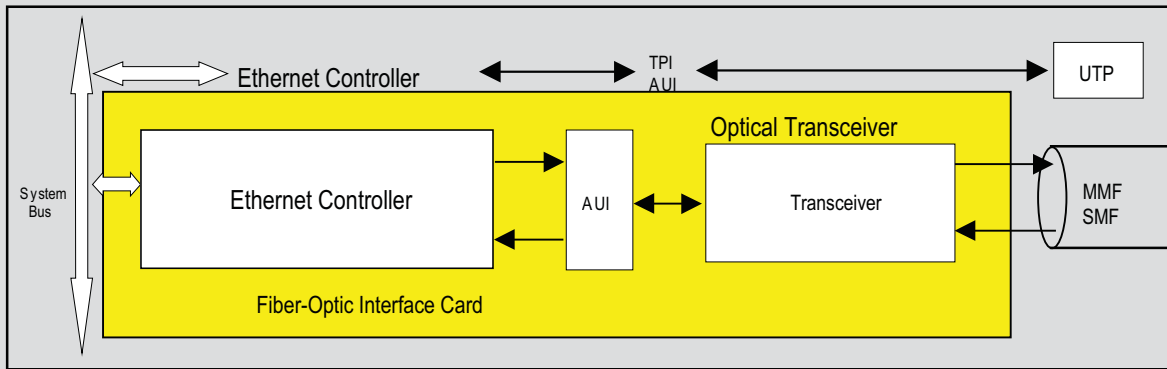 Ethernet Controller
TPI
AUI
UTP
Optical Transceiver
System
Bus
Ethernet Controller
AUI
Transceiver
MMF
SMF
Fiber-Optic Interface Card